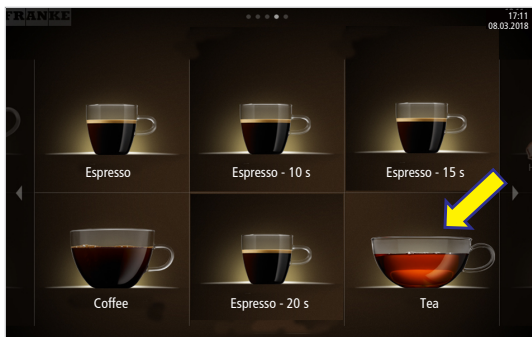 FRANKE
17:11
08.03.2018
Espresso
Espresso - 10 s
Espresso - 15 s
Coffee
Espresso - 20 s
Tea